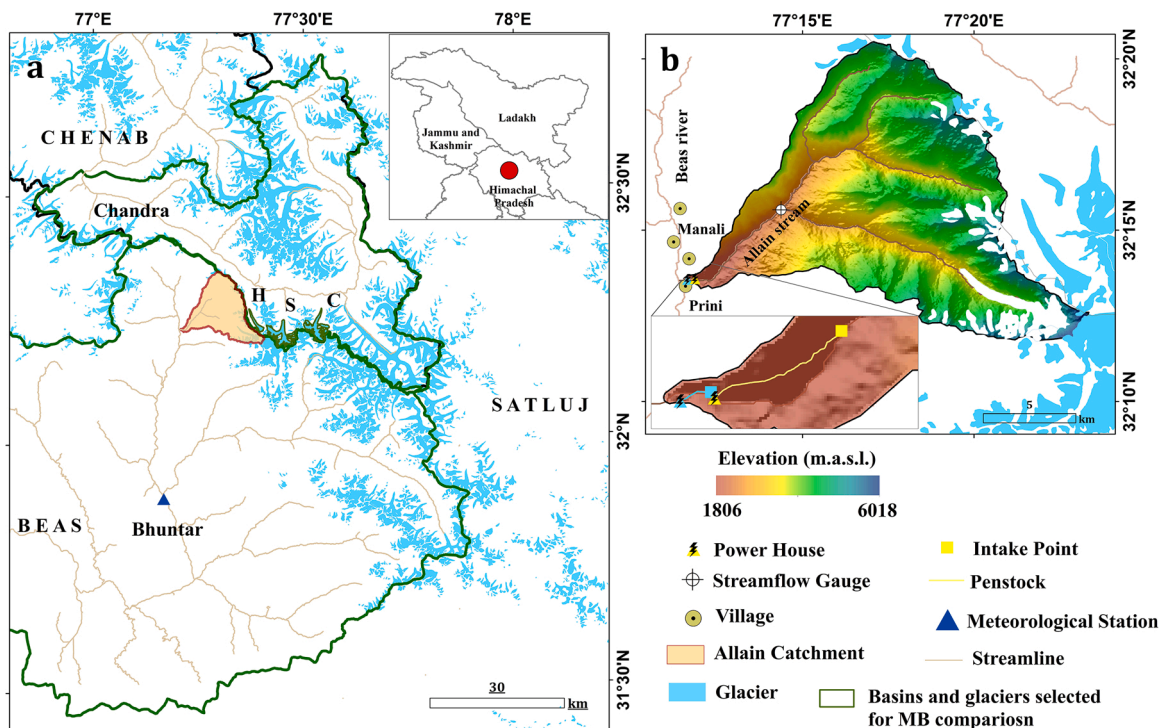 77°E
77°30'E
78°E
a
CHENAB
Chandra
H
S
C
SATLUJ
BEAS
Bhuntar
30
km
32°30'N
32°N
31°30'N
Ladakh
Jammu and
Kashmir
Himachal
Pradesh
77°15'E
77°20'E
b
Beas river
Manali
Prini
Allain stream
5
km
32°20'N
32°15'N
32°10'N
Elevation (m.a.s.l.)
1806 6018
Power House
Streamflow Gauge
Village
Allain Catchment
Glacier
Intake Point
Penstock
Meteorological Station
Streamline
Basins and glaciers selected
for MB compariosn